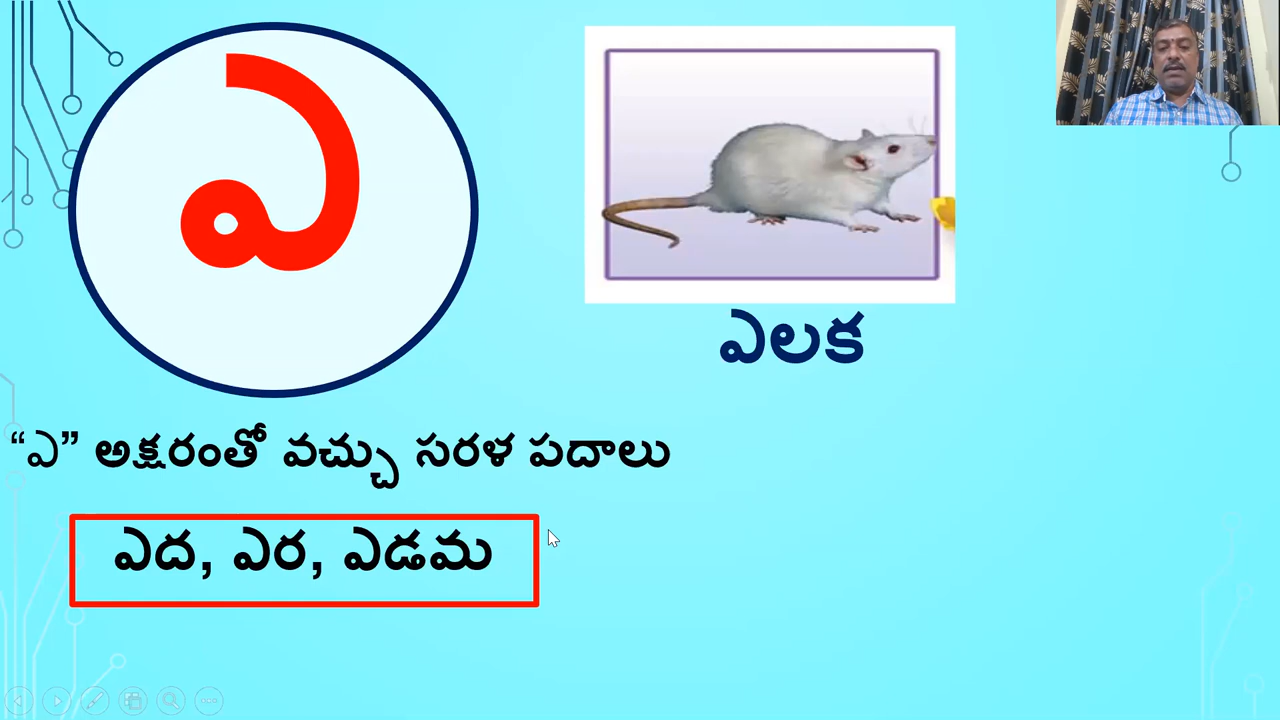 ఎ
ఎలక
“ఎ” అక్షరంతో వచ్చు సరళ పదాలు
ఎద, ఎర, ఎడమ